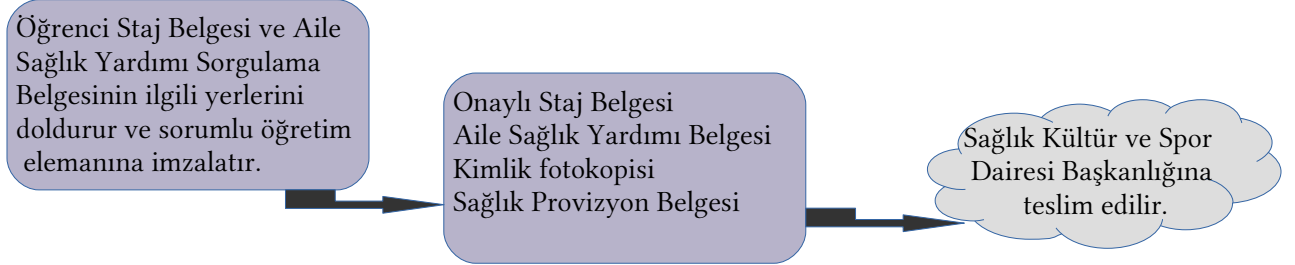 Öğrenci Staj Belgesi ve Aile
Sağlık Yardımı Sorgulama
Belgesinin ilgili yerlerini
doldurur ve sorumlu öğretim
elemanına imzalatır.
Onaylı Staj Belgesi
Aile Sağlık Yardımı Belgesi
Kimlik fotokopisi
Sağlık Provizyon Belgesi
Sağlık Kültür ve Spor
Dairesi Başkanlığına
teslim edilir.